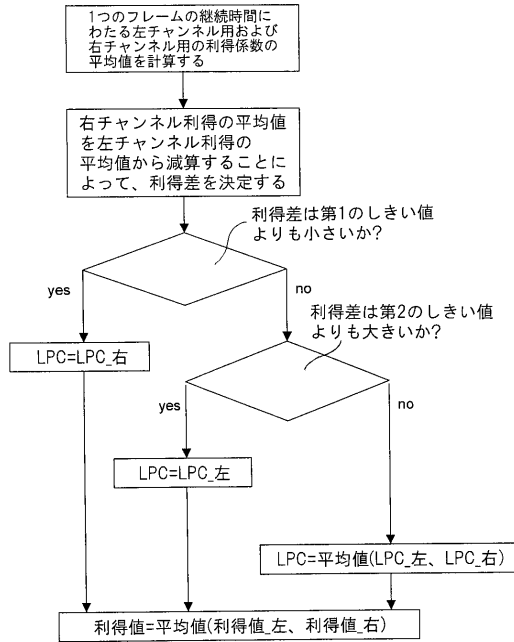 1つのフレームの継続時間に
わたる左チャンネル用および
右チャンネル用の利得係数の
平均値を計算する
右チャンネル利得の平均値
を左チャンネル利得の
平均値から減算することに
よって、利得差を決定する
利得差は第1のしきい値
よりも小さいか?
yes
no
利得差は第2のしきい値
よりも大きいか?
LPC=LPC_右
yes
no
LPC=LPC_左
LPC=平均値(LPC_左、LPC_右)
利得値=平均値(利得値_左、利得値_右)